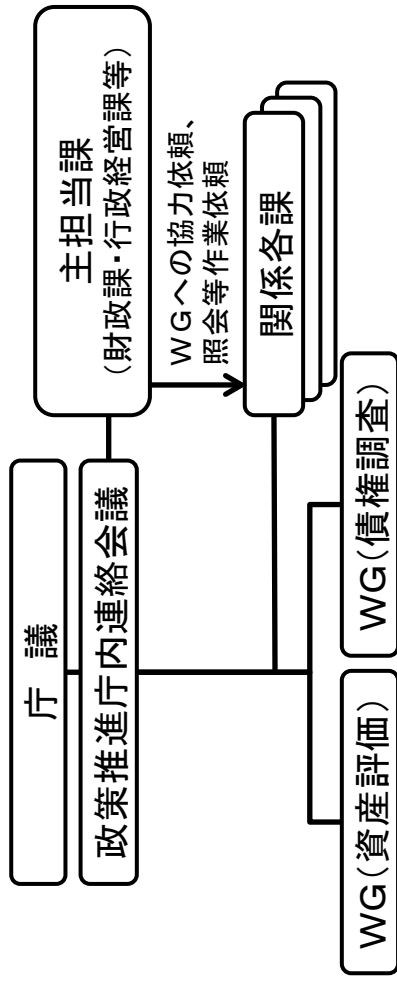 庁　議
政策推進庁内連絡会議
主担当課
（財政課・行政経営課等）
ＷＧへの協力依頼、
照会等作業依頼
関係各課
ＷＧ（資産評価）
ＷＧ（債権調査）